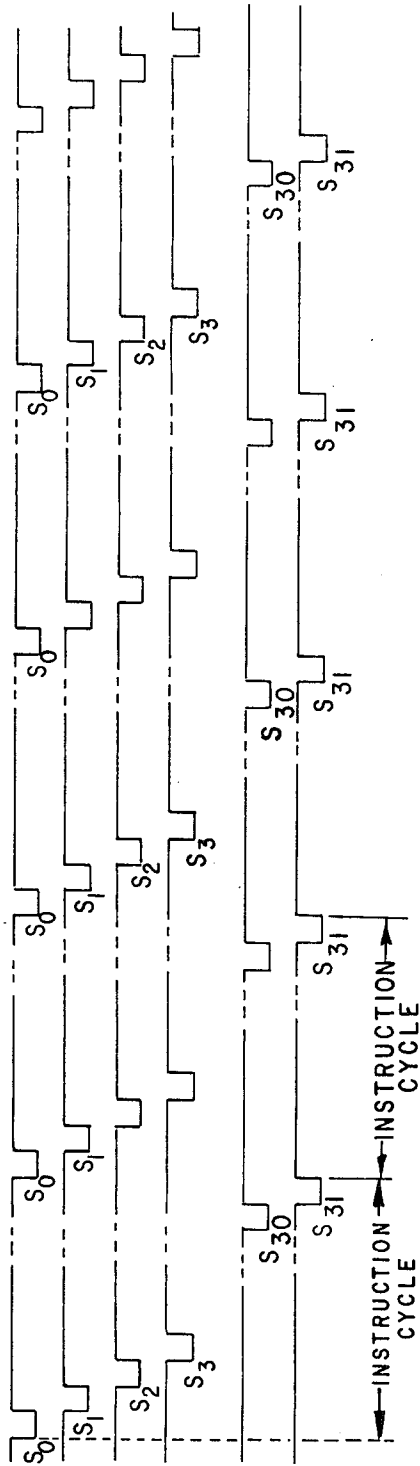 S0 S0 S0 S0 S0
S1 S1 S1 S1
S2 S2 S2
S3 S3 S3
S30 S30 S30
S31 S31 S31 S31 S31
INSTRUCTION
CYCLE
INSTRUCTION
CYCLE